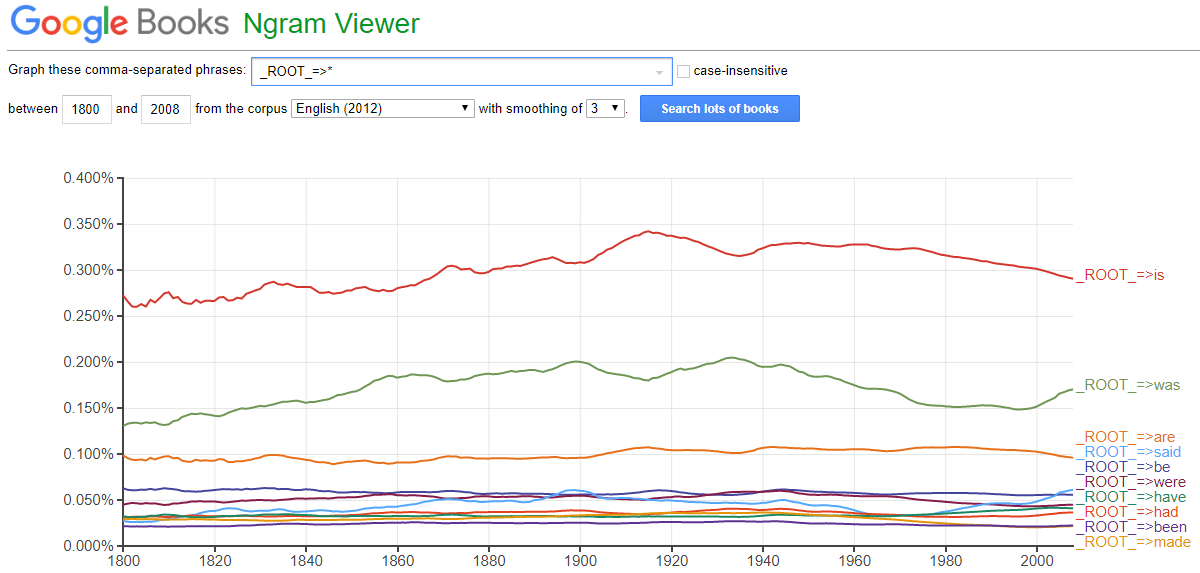 Google Books Ngram Viewer
Graph these comma-separated phrases: _ROOT_=>* case-insensitive
between 1800 and 2008 from the corpus English (2012) with smoothing of 3 . Search lots of books
0.400%
0.350%
0.300%
0.250%
0.200%
0.150%
0.100%
0.050%
0.000%
_ROOT_=>is
_ROOT_=>was
_ROOT_=>are
_ROOT_=>said
_ROOT_=>be
_ROOT_=>were
_ROOT_=>have
_ROOT_=>had
_ROOT_=>been
_ROOT_=>made
1800 1820 1840 1860 1880 1900 1920 1940 1960 1980 2000